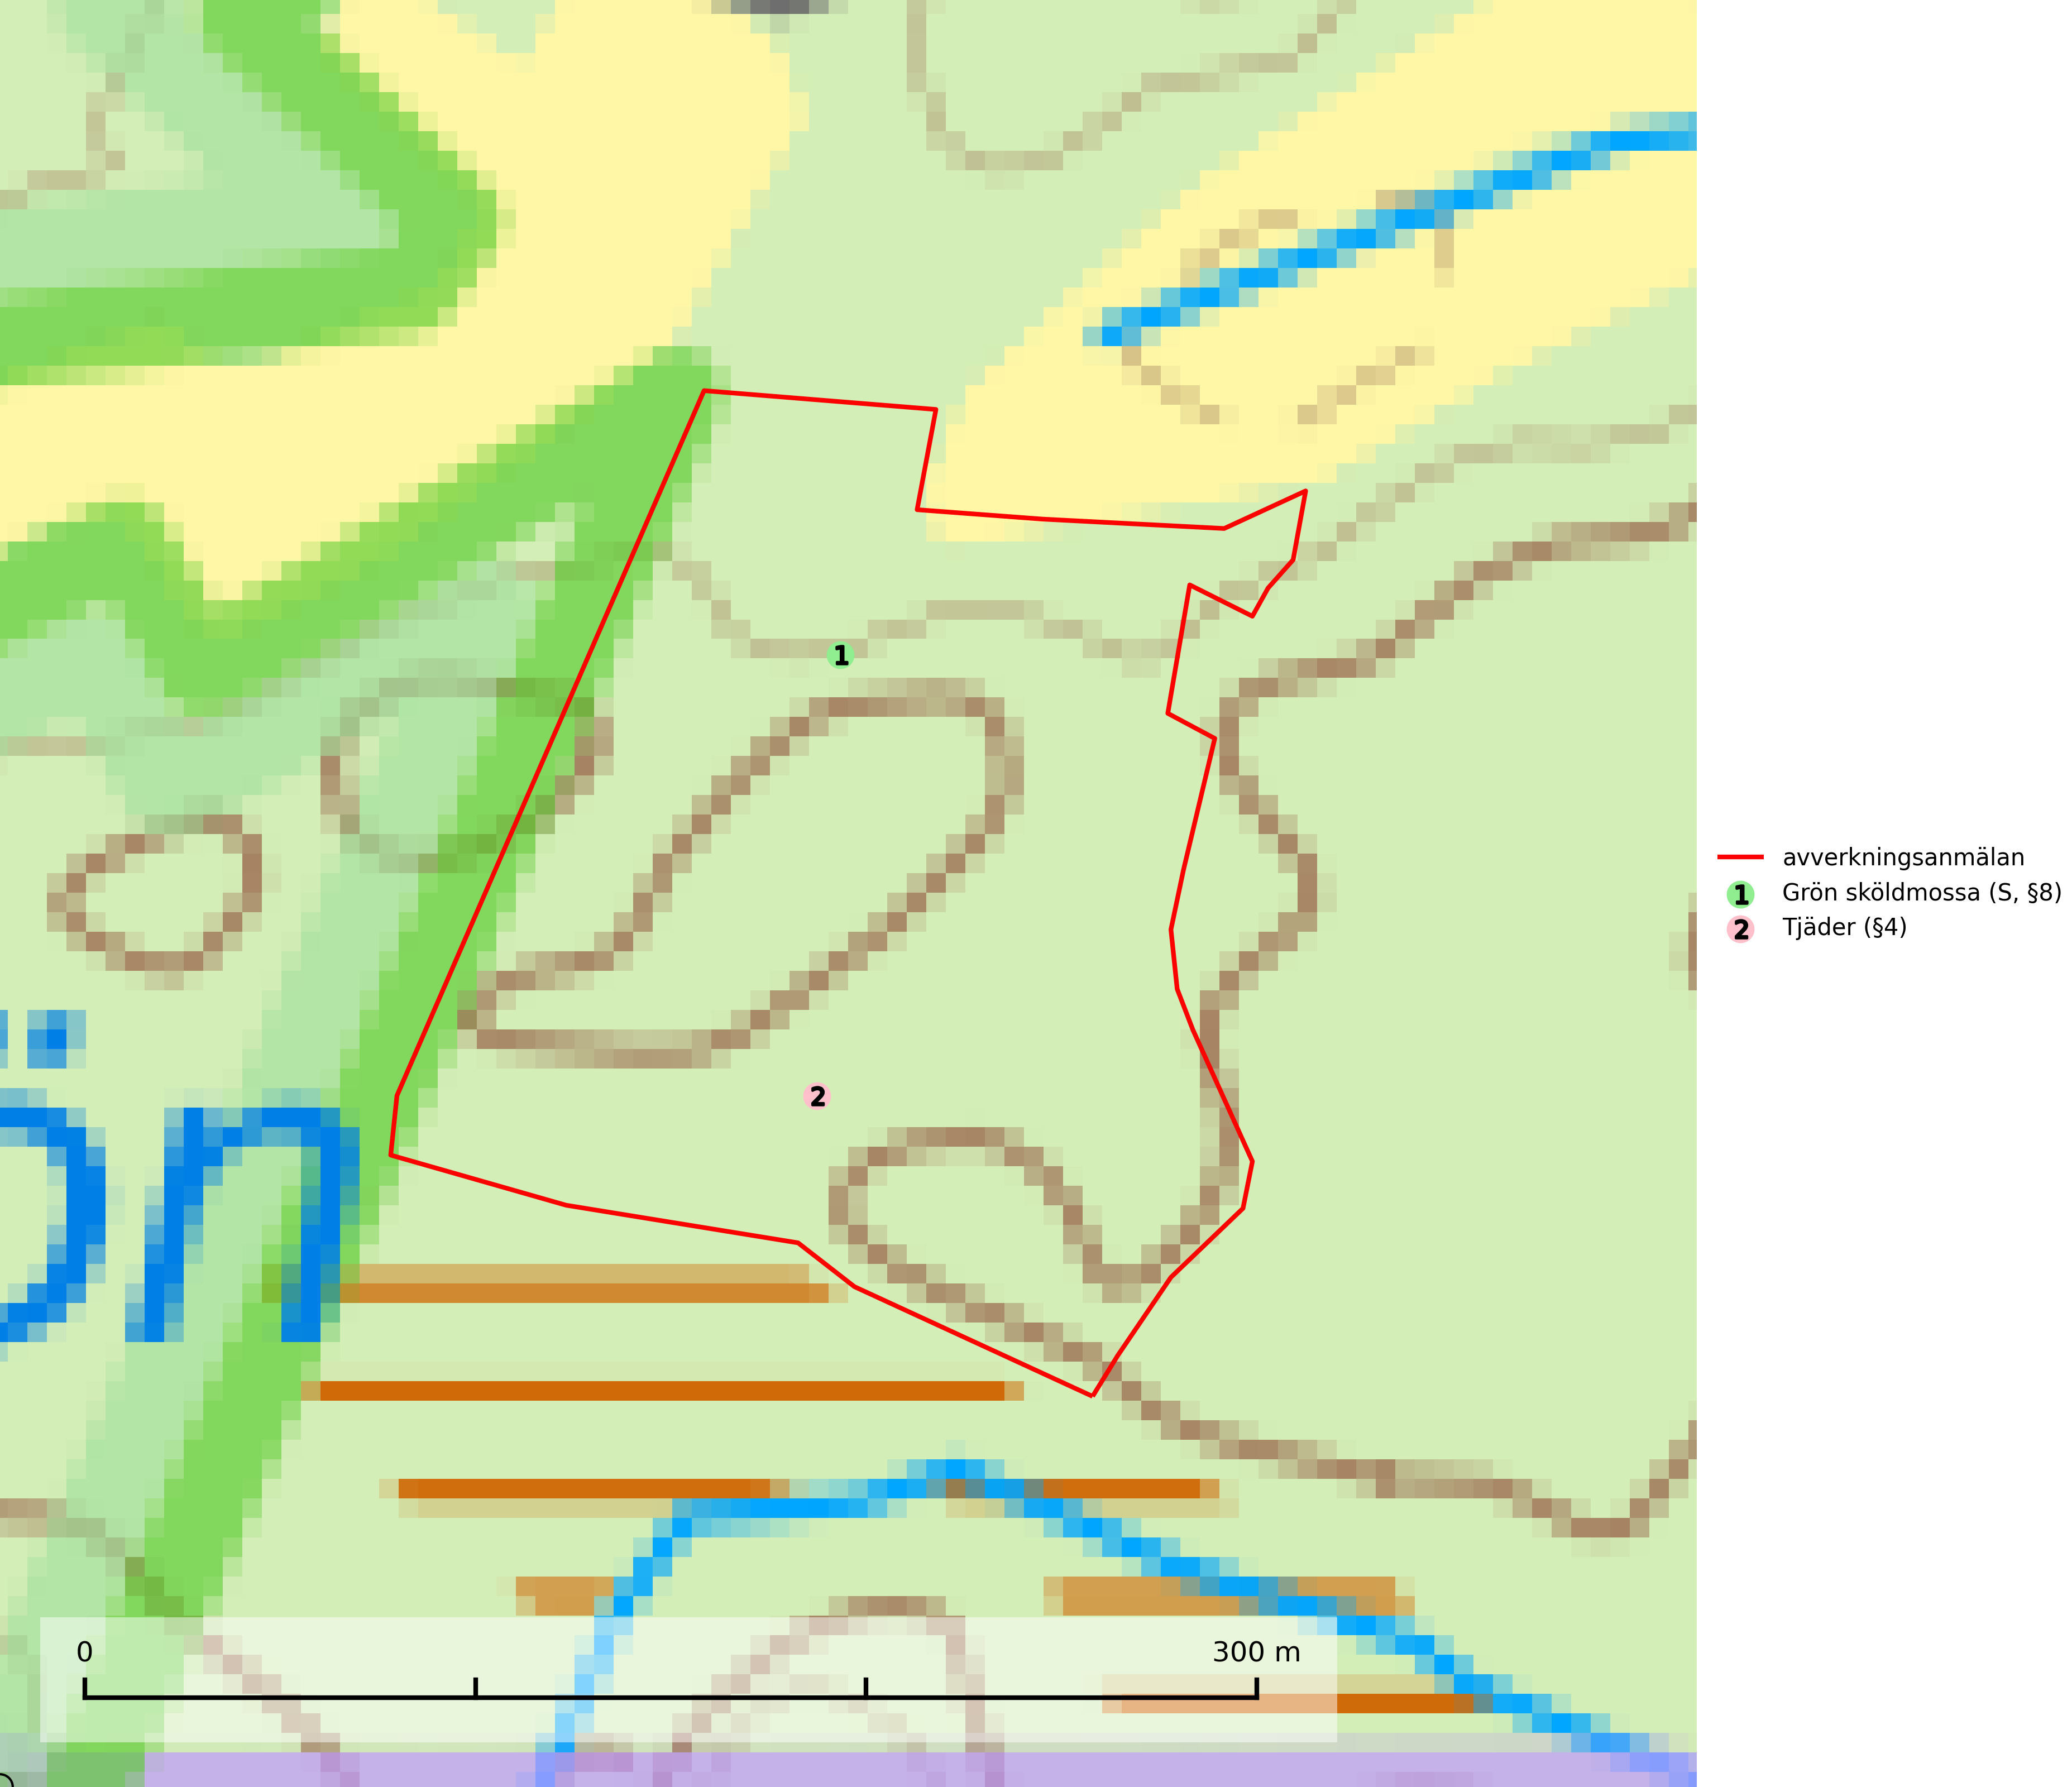 1
2
avverkningsanmälan
1 Grön sköldmossa (S, §8)
2 Tjäder (§4)
0 300 m